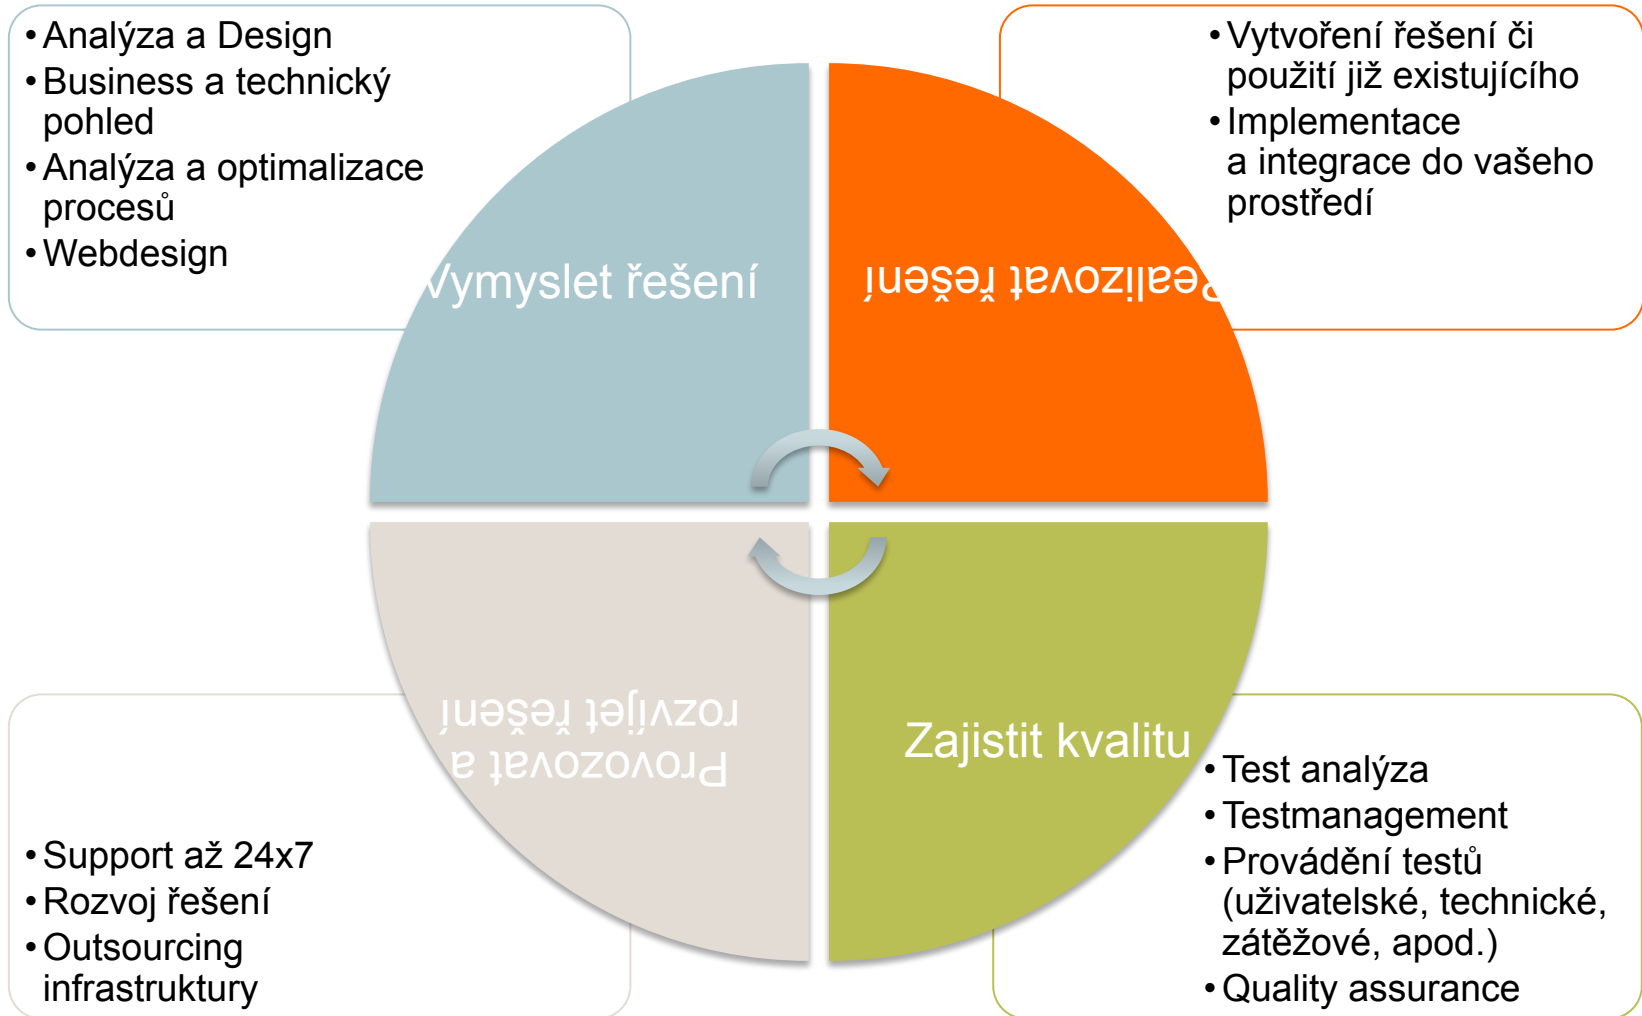 • Analýza a Design
• Business a technický
pohled
• Analýza a optimalizace
procesů
• Webdesign
• Vytvoření řešení či
použití již existujícího
• Implementace
a integrace do vašeho
prostředí
Vymyslet řešení
Realizovat řešení
Provozovat a
rozvíjet řešení
Zajistit kvalitu
• Support až 24x7
• Rozvoj řešení
• Outsourcing
infrastruktury
• Test analýza
• Testmanagement
• Provádění testů
(uživatelské, technické,
zátěžové, apod.)
• Quality assurance